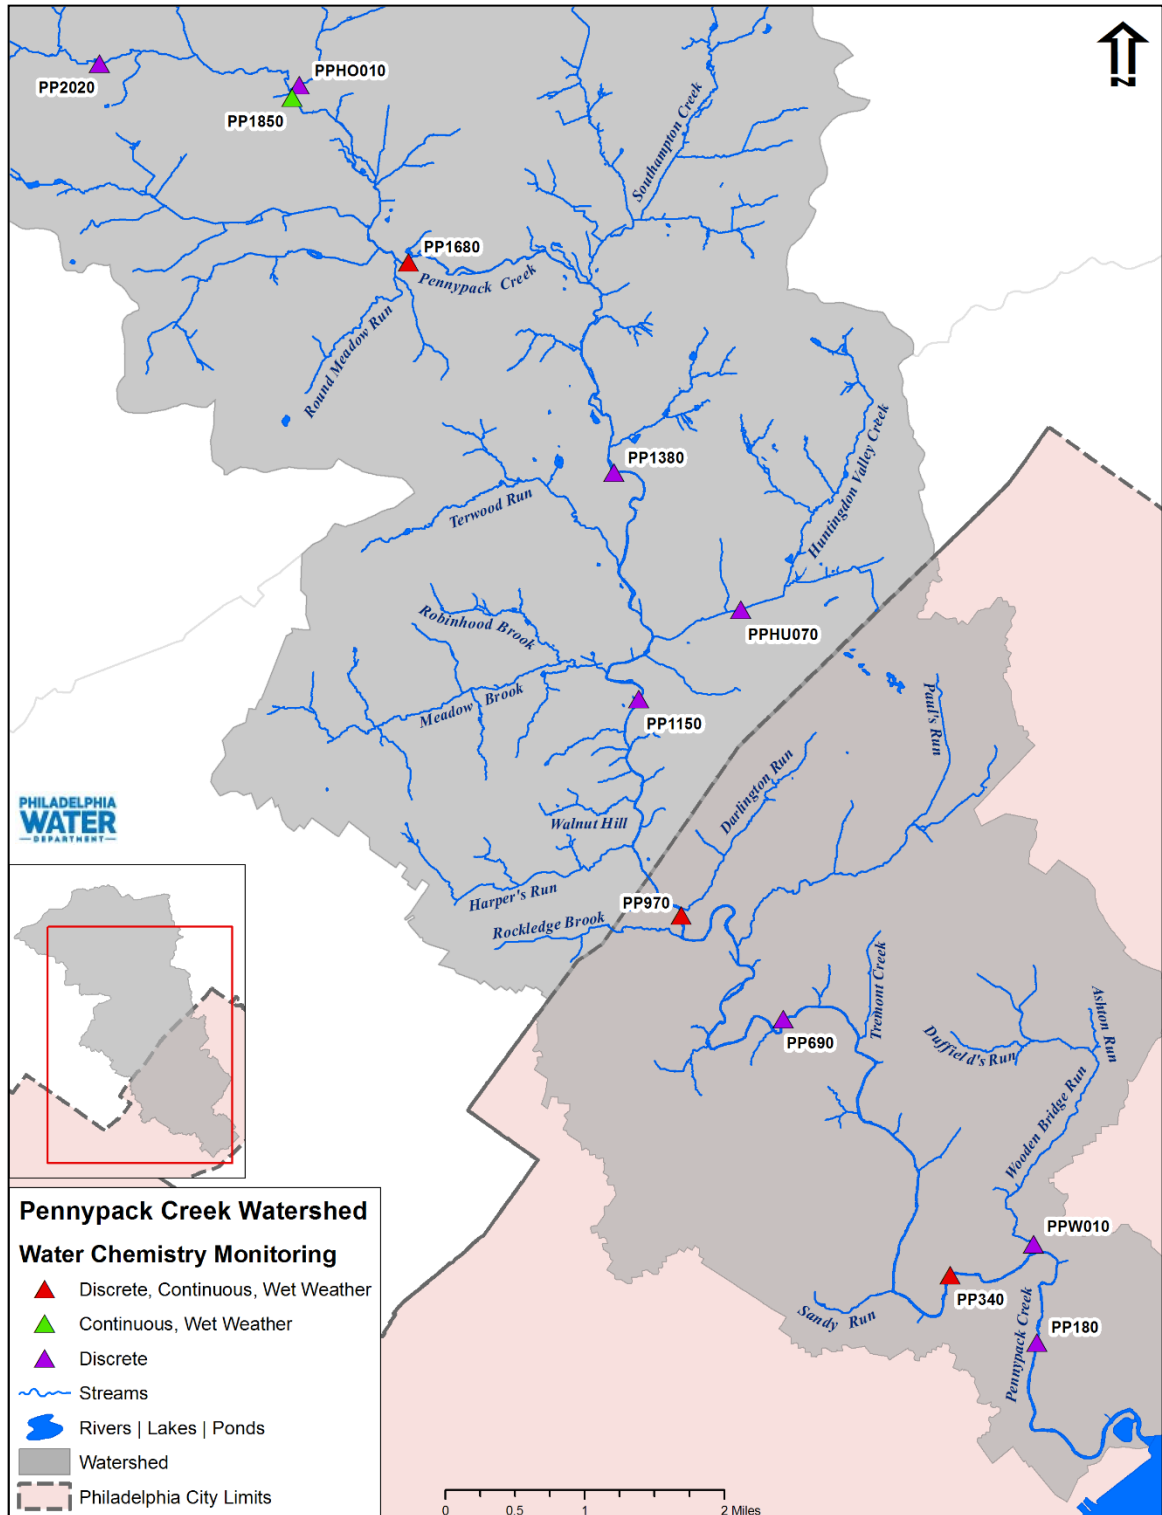 N
PP2020
PPHO010
PP1850
Southampton Creek
PP1680
Pennypack Creek
Round Meadow Run
PP1380
Huntingdon Valley Creek
Terwood Run
Robinhood Brook
PPHU070
Meadow Brook
PP1150
Paul's Run
Darlington Run
PHILADELPHIA
WATER
DEPARTMENT
Walnut Hill
Harper's Run
PP970
Rockledge Brook
Tremont Creek
PP690
Duffield's Run
Ashton Run
Wooden Bridge Run
PPW010
PP340
Sandy Run
Pennypack Creek
PP180
Pennypack Creek Watershed
Water Chemistry Monitoring
Discrete, Continuous, Wet Weather
Continuous, Wet Weather
Discrete
Streams
Rivers | Lakes | Ponds
Watershed
Philadelphia City Limits
0 0.5 1 2 Miles